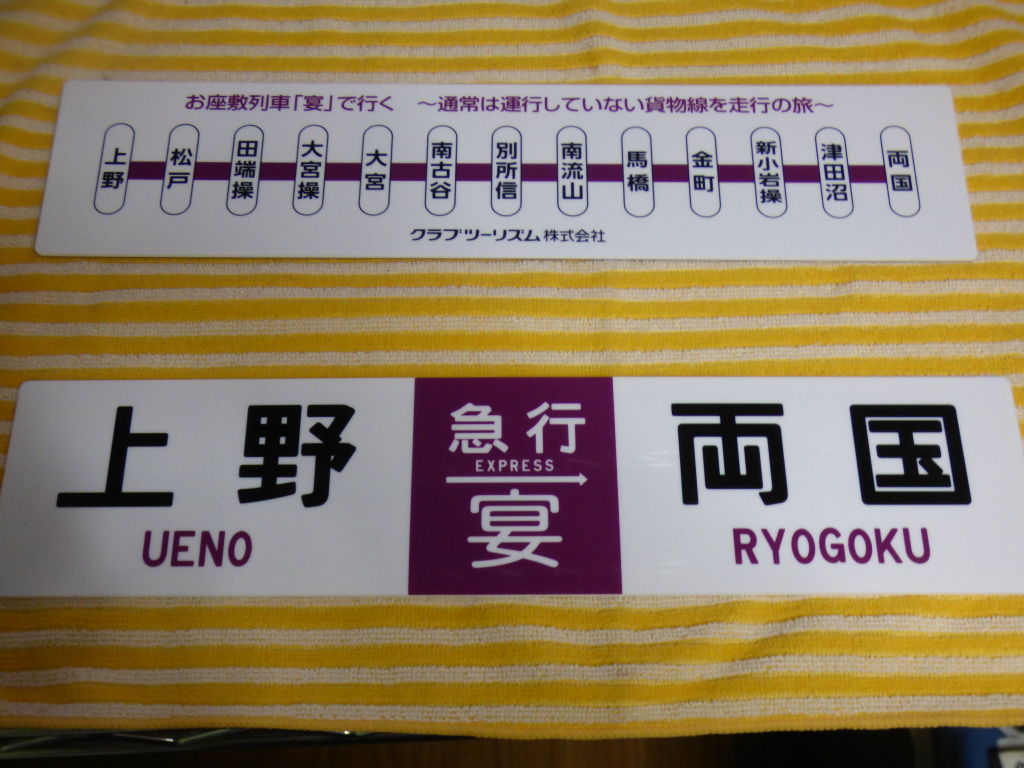 お座敷列車「宴」で行く ～通常は運行していない貨物線を走行の旅～
上野 松戸 田端操 大宮操 大宮 南古谷 別所信 南流山 馬橋 金町 新小岩操 津田沼 両国
クラブツーリズム株式会社
上野 急行 両国
EXPRESS
宴
UENO RYOGOKU